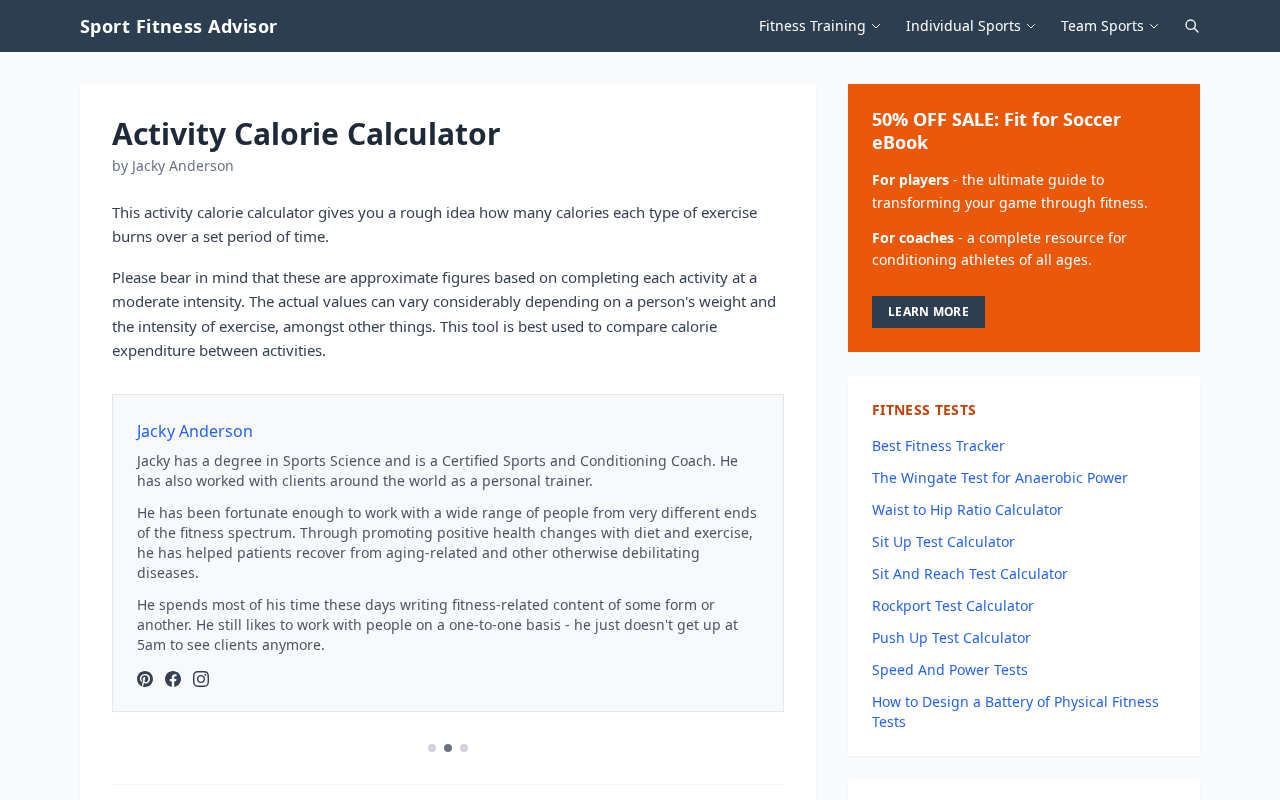 Sport Fitness Advisor
Fitness Training
Individual Sports
Team Sports
Activity Calorie Calculator
by Jacky Anderson
This activity calorie calculator gives you a rough idea how many calories each type of exercise
burns over a set period of time.
Please bear in mind that these are approximate figures based on completing each activity at a
moderate intensity. The actual values can vary considerably depending on a person's weight and
the intensity of exercise, amongst other things. This tool is best used to compare calorie
expenditure between activities.
Jacky Anderson
Jacky has a degree in Sports Science and is a Certified Sports and Conditioning Coach. He
has also worked with clients around the world as a personal trainer.
He has been fortunate enough to work with a wide range of people from very different ends
of the fitness spectrum. Through promoting positive health changes with diet and exercise,
he has helped patients recover from aging-related and other otherwise debilitating
diseases.
He spends most of his time these days writing fitness-related content of some form or
another. He still likes to work with people on a one-to-one basis - he just doesn't get up at
5am to see clients anymore.
50% OFF SALE: Fit for Soccer
eBook
For players - the ultimate guide to
transforming your game through fitness.
For coaches - a complete resource for
conditioning athletes of all ages.
LEARN MORE
FITNESS TESTS
Best Fitness Tracker
The Wingate Test for Anaerobic Power
Waist to Hip Ratio Calculator
Sit Up Test Calculator
Sit And Reach Test Calculator
Rockport Test Calculator
Push Up Test Calculator
Speed And Power Tests
How to Design a Battery of Physical Fitness
Tests